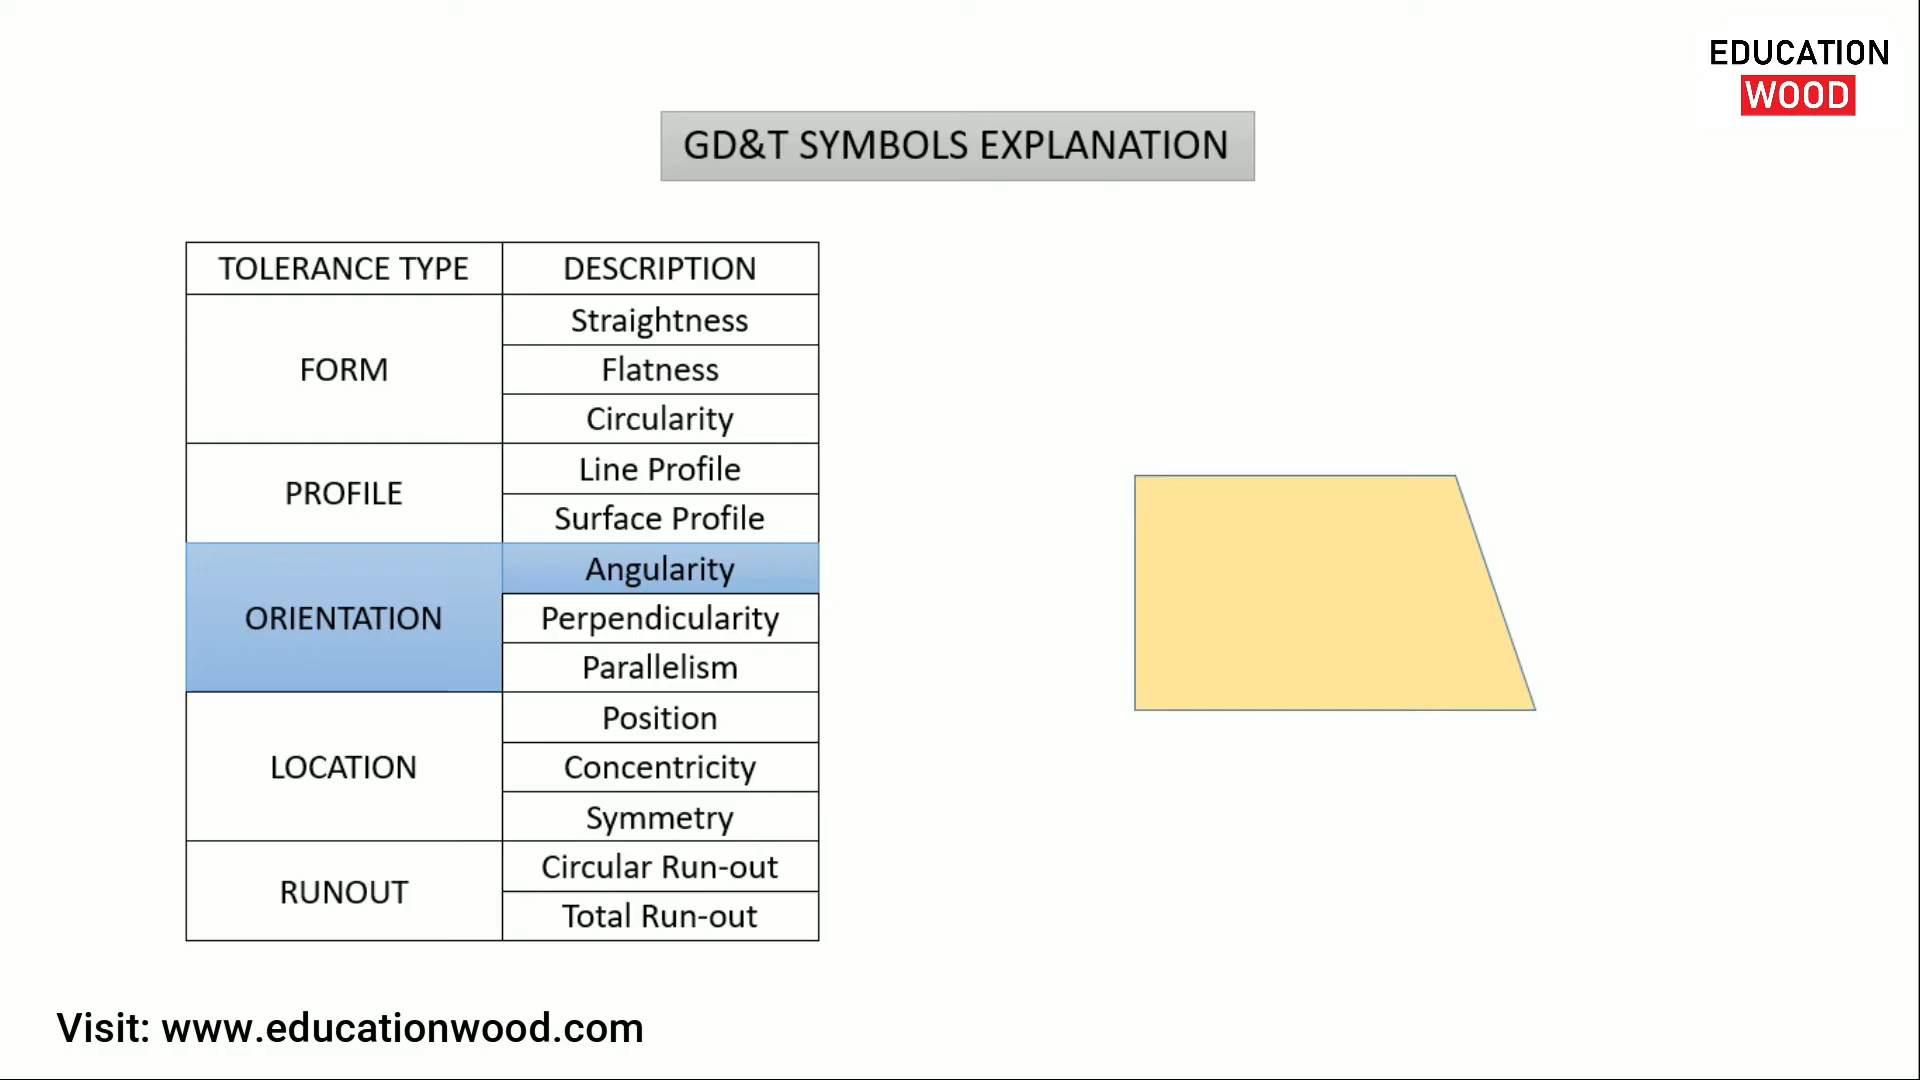 EDUCATION
WOOD
GD&T SYMBOLS EXPLANATION
TOLERANCE TYPE
DESCRIPTION
FORM
Straightness
Flatness
Circularity
PROFILE
Line Profile
Surface Profile
ORIENTATION
Angularity
Perpendicularity
Parallelism
LOCATION
Position
Concentricity
Symmetry
RUNOUT
Circular Run-out
Total Run-out
Visit: www.educationwood.com